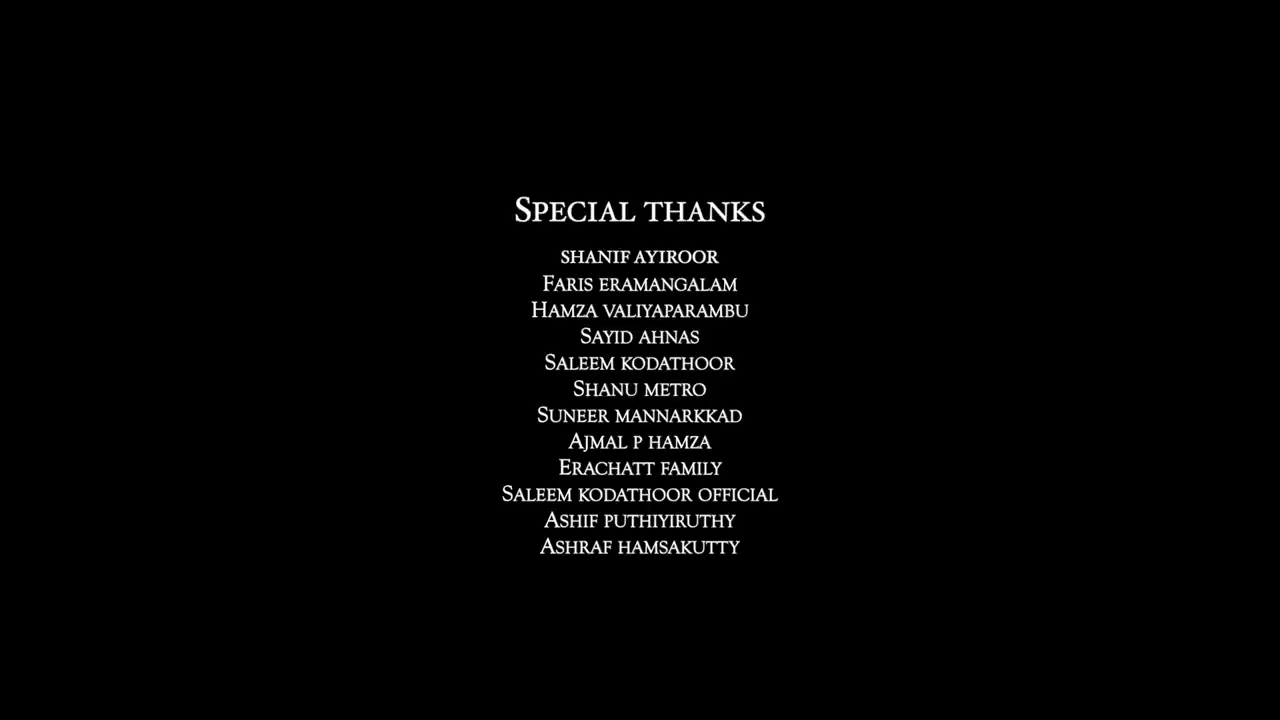 Special thanks
shanif ayiroor
Faris eramangalam
Hamza valiyaparambu
Sayid ahnas
Saleem kodathoor
Shanu metro
Suneer mannarkkad
Ajmal p hamza
Erachatt family
Saleem kodathoor official
Ashif puthiyiruthy
Ashraf hamsakutty